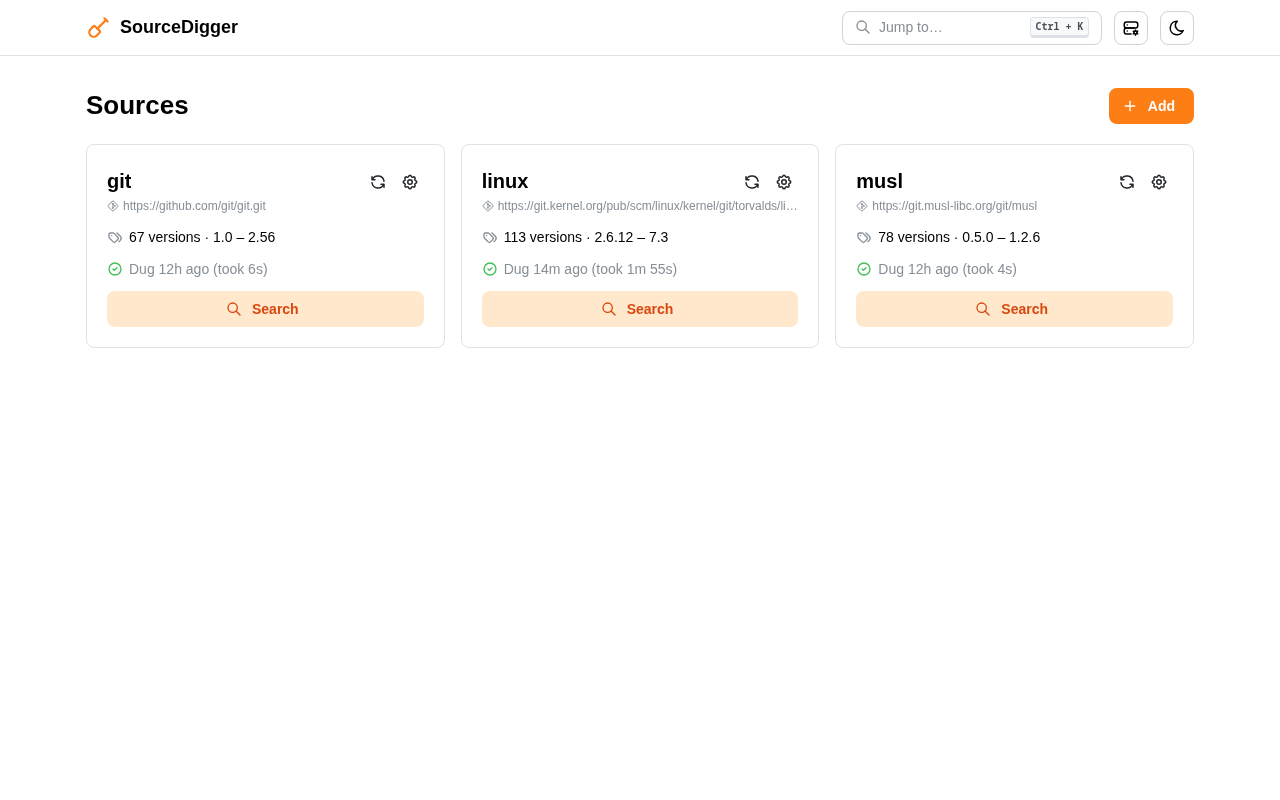 SourceDigger
Jump to…
Ctrl + K
Sources
Add
git
https://github.com/git/git.git
67 versions · 1.0 – 2.56
Dug 12h ago (took 6s)
Search
linux
https://git.kernel.org/pub/scm/linux/kernel/git/torvalds/li…
113 versions · 2.6.12 – 7.3
Dug 14m ago (took 1m 55s)
Search
musl
https://git.musl-libc.org/git/musl
78 versions · 0.5.0 – 1.2.6
Dug 12h ago (took 4s)
Search